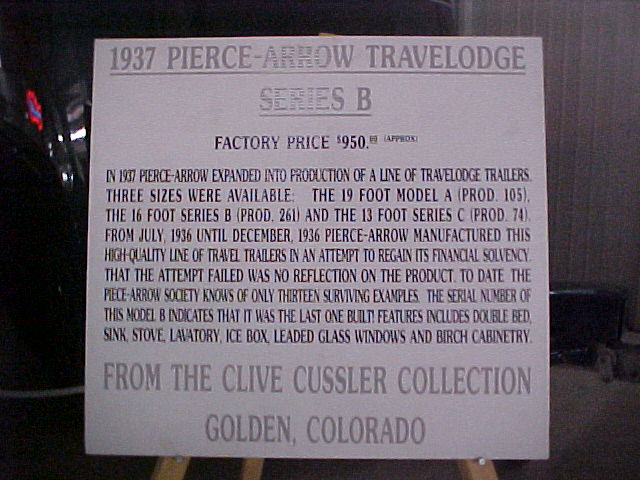 1937 PIERCE-ARROW TRAVELODGE
SERIES B
FACTORY PRICE $950.00 (APPROX)
IN 1937 PIERCE-ARROW EXPANDED INTO PRODUCTION OF A LINE OF TRAVELODGE TRAILERS.
THREE SIZES WERE AVAILABLE: THE 19 FOOT MODEL A (PROD. 105),
THE 16 FOOT SERIES B (PROD. 261) AND THE 13 FOOT SERIES C (PROD. 74).
FROM JULY, 1936 UNTIL DECEMBER, 1936 PIERCE-ARROW MANUFACTURED THIS
HIGH-QUALITY LINE OF TRAVEL TRAILERS IN AN ATTEMPT TO REGAIN ITS FINANCIAL SOLVENCY.
THAT THE ATTEMPT FAILED WAS NO REFLECTION ON THE PRODUCT. TO DATE THE
PIECE-ARROW SOCIETY KNOWS OF ONLY THIRTEEN SURVIVING EXAMPLES. THE SERIAL NUMBER OF
THIS MODEL B INDICATES THAT IT WAS THE LAST ONE BUILT! FEATURES INCLUDES DOUBLE BED,
SINK, STOVE, LAVATORY, ICE BOX, LEADED GLASS WINDOWS AND BIRCH CABINETRY.
FROM THE CLIVE CUSSLER COLLECTION
GOLDEN, COLORADO